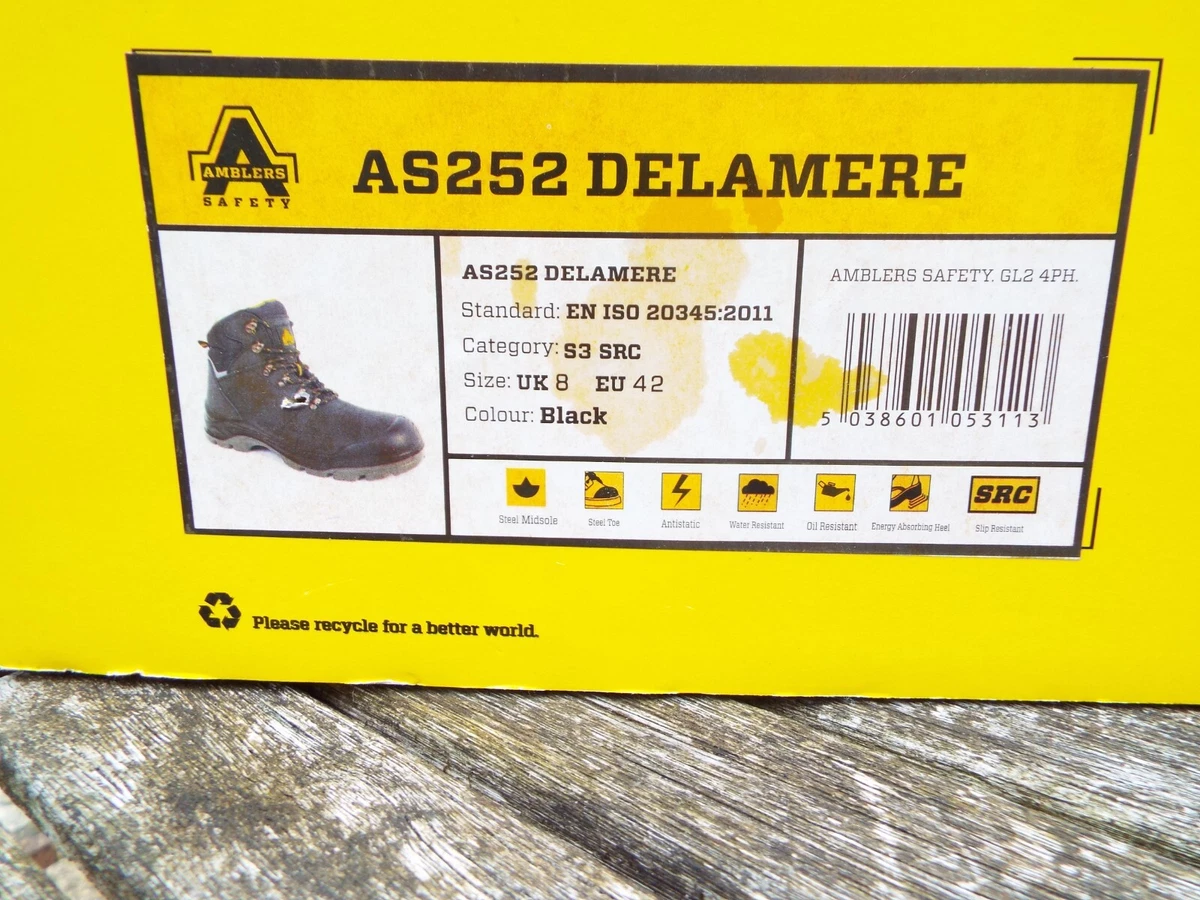 AMBLERS
SAFETY
AS252 DELAMERE
AS252 DELAMERE
Standard: EN ISO 20345:2011
Category: S3 SRC
Size: UK 8 EU 42
Colour: Black
AMBLERS SAFETY. GL2 4PH.
5 038601 053113
Steel Midsole
Steel Toe
Antistatic
Water Resistant
Oil Resistant
Energy Absorbing Heel
SRC
Slip Resistant
Please recycle for a better world.